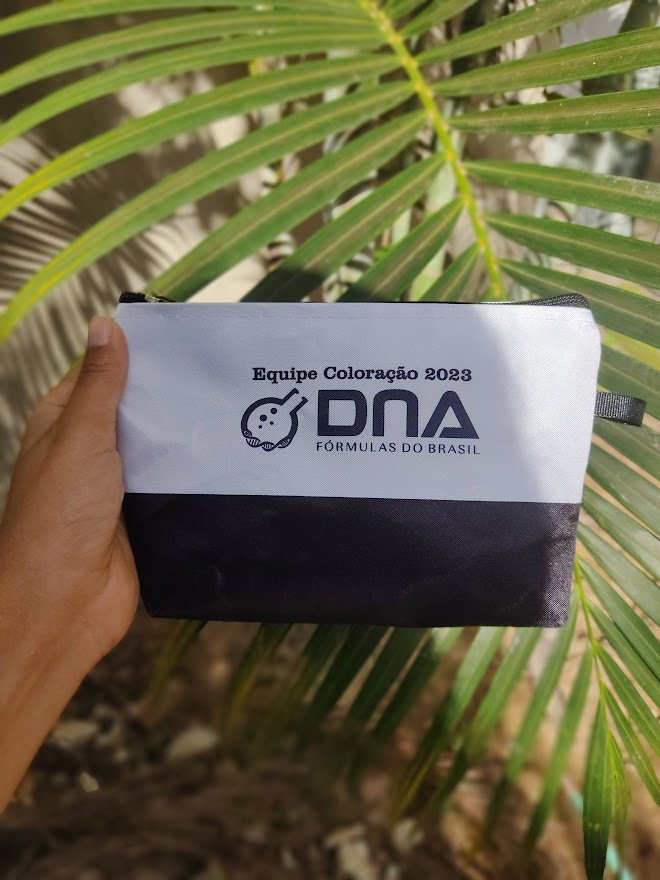 Equipe Coloração 2023
DNA
FÓRMULAS DO BRASIL